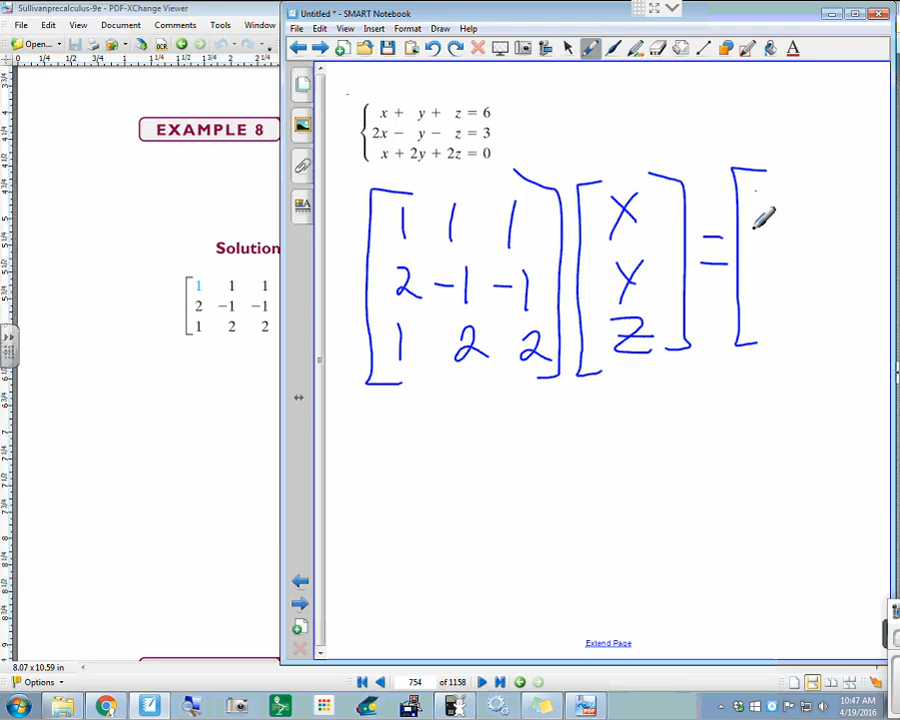 Sullivanprecalculus-9e - PDF-XChange Viewer
File Edit View Document Comments Tools Window
Open...
OCR
EXAMPLE 8
Solution
1 1 1
2 −1 −1
1 2 2
8.07 x 10.59 in
Options
Untitled * - SMART Notebook
File Edit View Insert Format Tools Draw Help
x + y + z = 6
2x − y − z = 3
x + 2y + 2z = 0
1 1 1 X =
2 -1 -1 Y
1 2 2 Z
Extend Page
754 of 1158
10:47 AM
4/19/2016